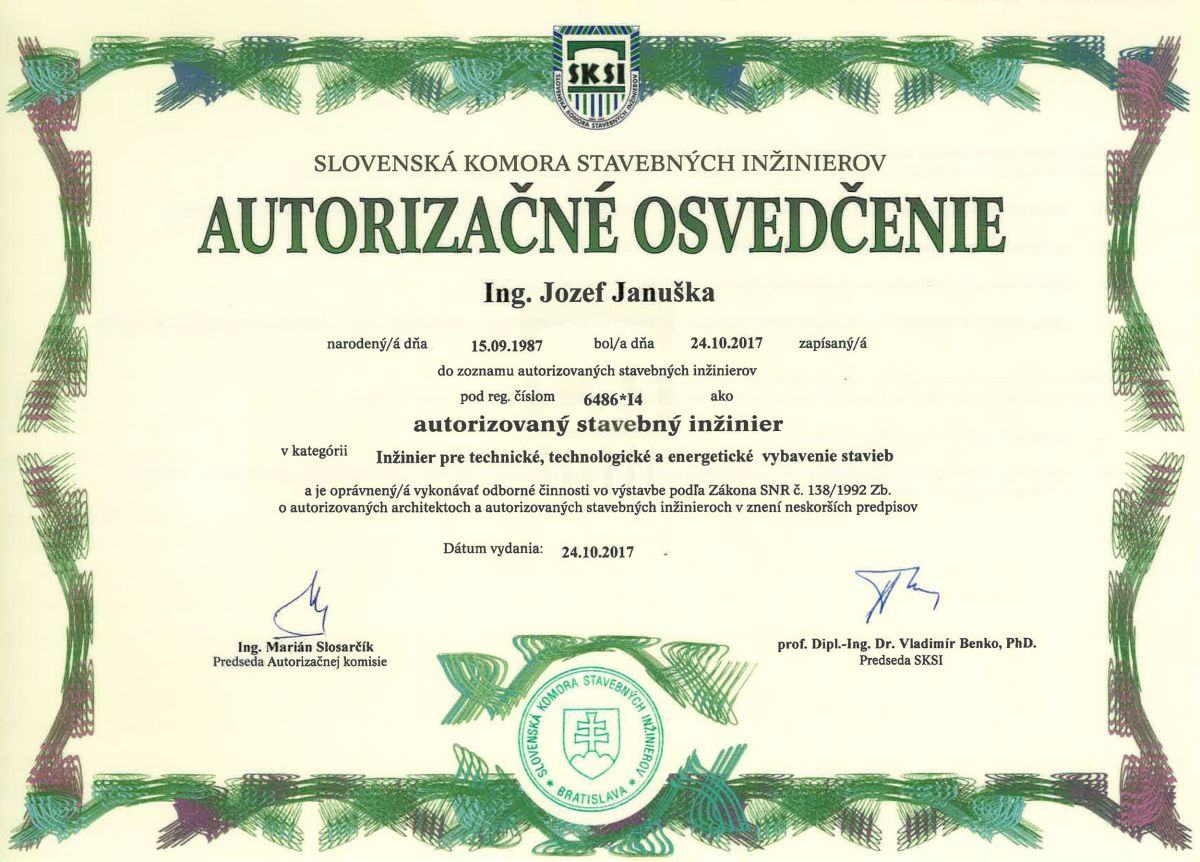 SKSI
SLOVENSKÁ KOMORA STAVEBNÝCH INŽINIEROV
SLOVENSKÁ KOMORA STAVEBNÝCH INŽINIEROV
AUTORIZAČNÉ OSVEDČENIE
Ing. Jozef Januška
narodený/á dňa 15.09.1987 bol/a dňa 24.10.2017 zapísaný/á
do zoznamu autorizovaných stavebných inžinierov
pod reg. číslom 6486*I4 ako
autorizovaný stavebný inžinier
v kategórii Inžinier pre technické, technologické a energetické vybavenie stavieb
a je oprávnený/á vykonávať odborné činnosti vo výstavbe podľa Zákona SNR č. 138/1992 Zb.
o autorizovaných architektoch a autorizovaných stavebných inžinieroch v znení neskorších predpisov
Dátum vydania: 24.10.2017
Ing. Marián Slosarčík
Predseda Autorizačnej komisie
prof. Dipl.-Ing. Dr. Vladimír Benko, PhD.
Predseda SKSI
SLOVENSKÁ KOMORA STAVEBNÝCH INŽINIEROV
* BRATISLAVA *